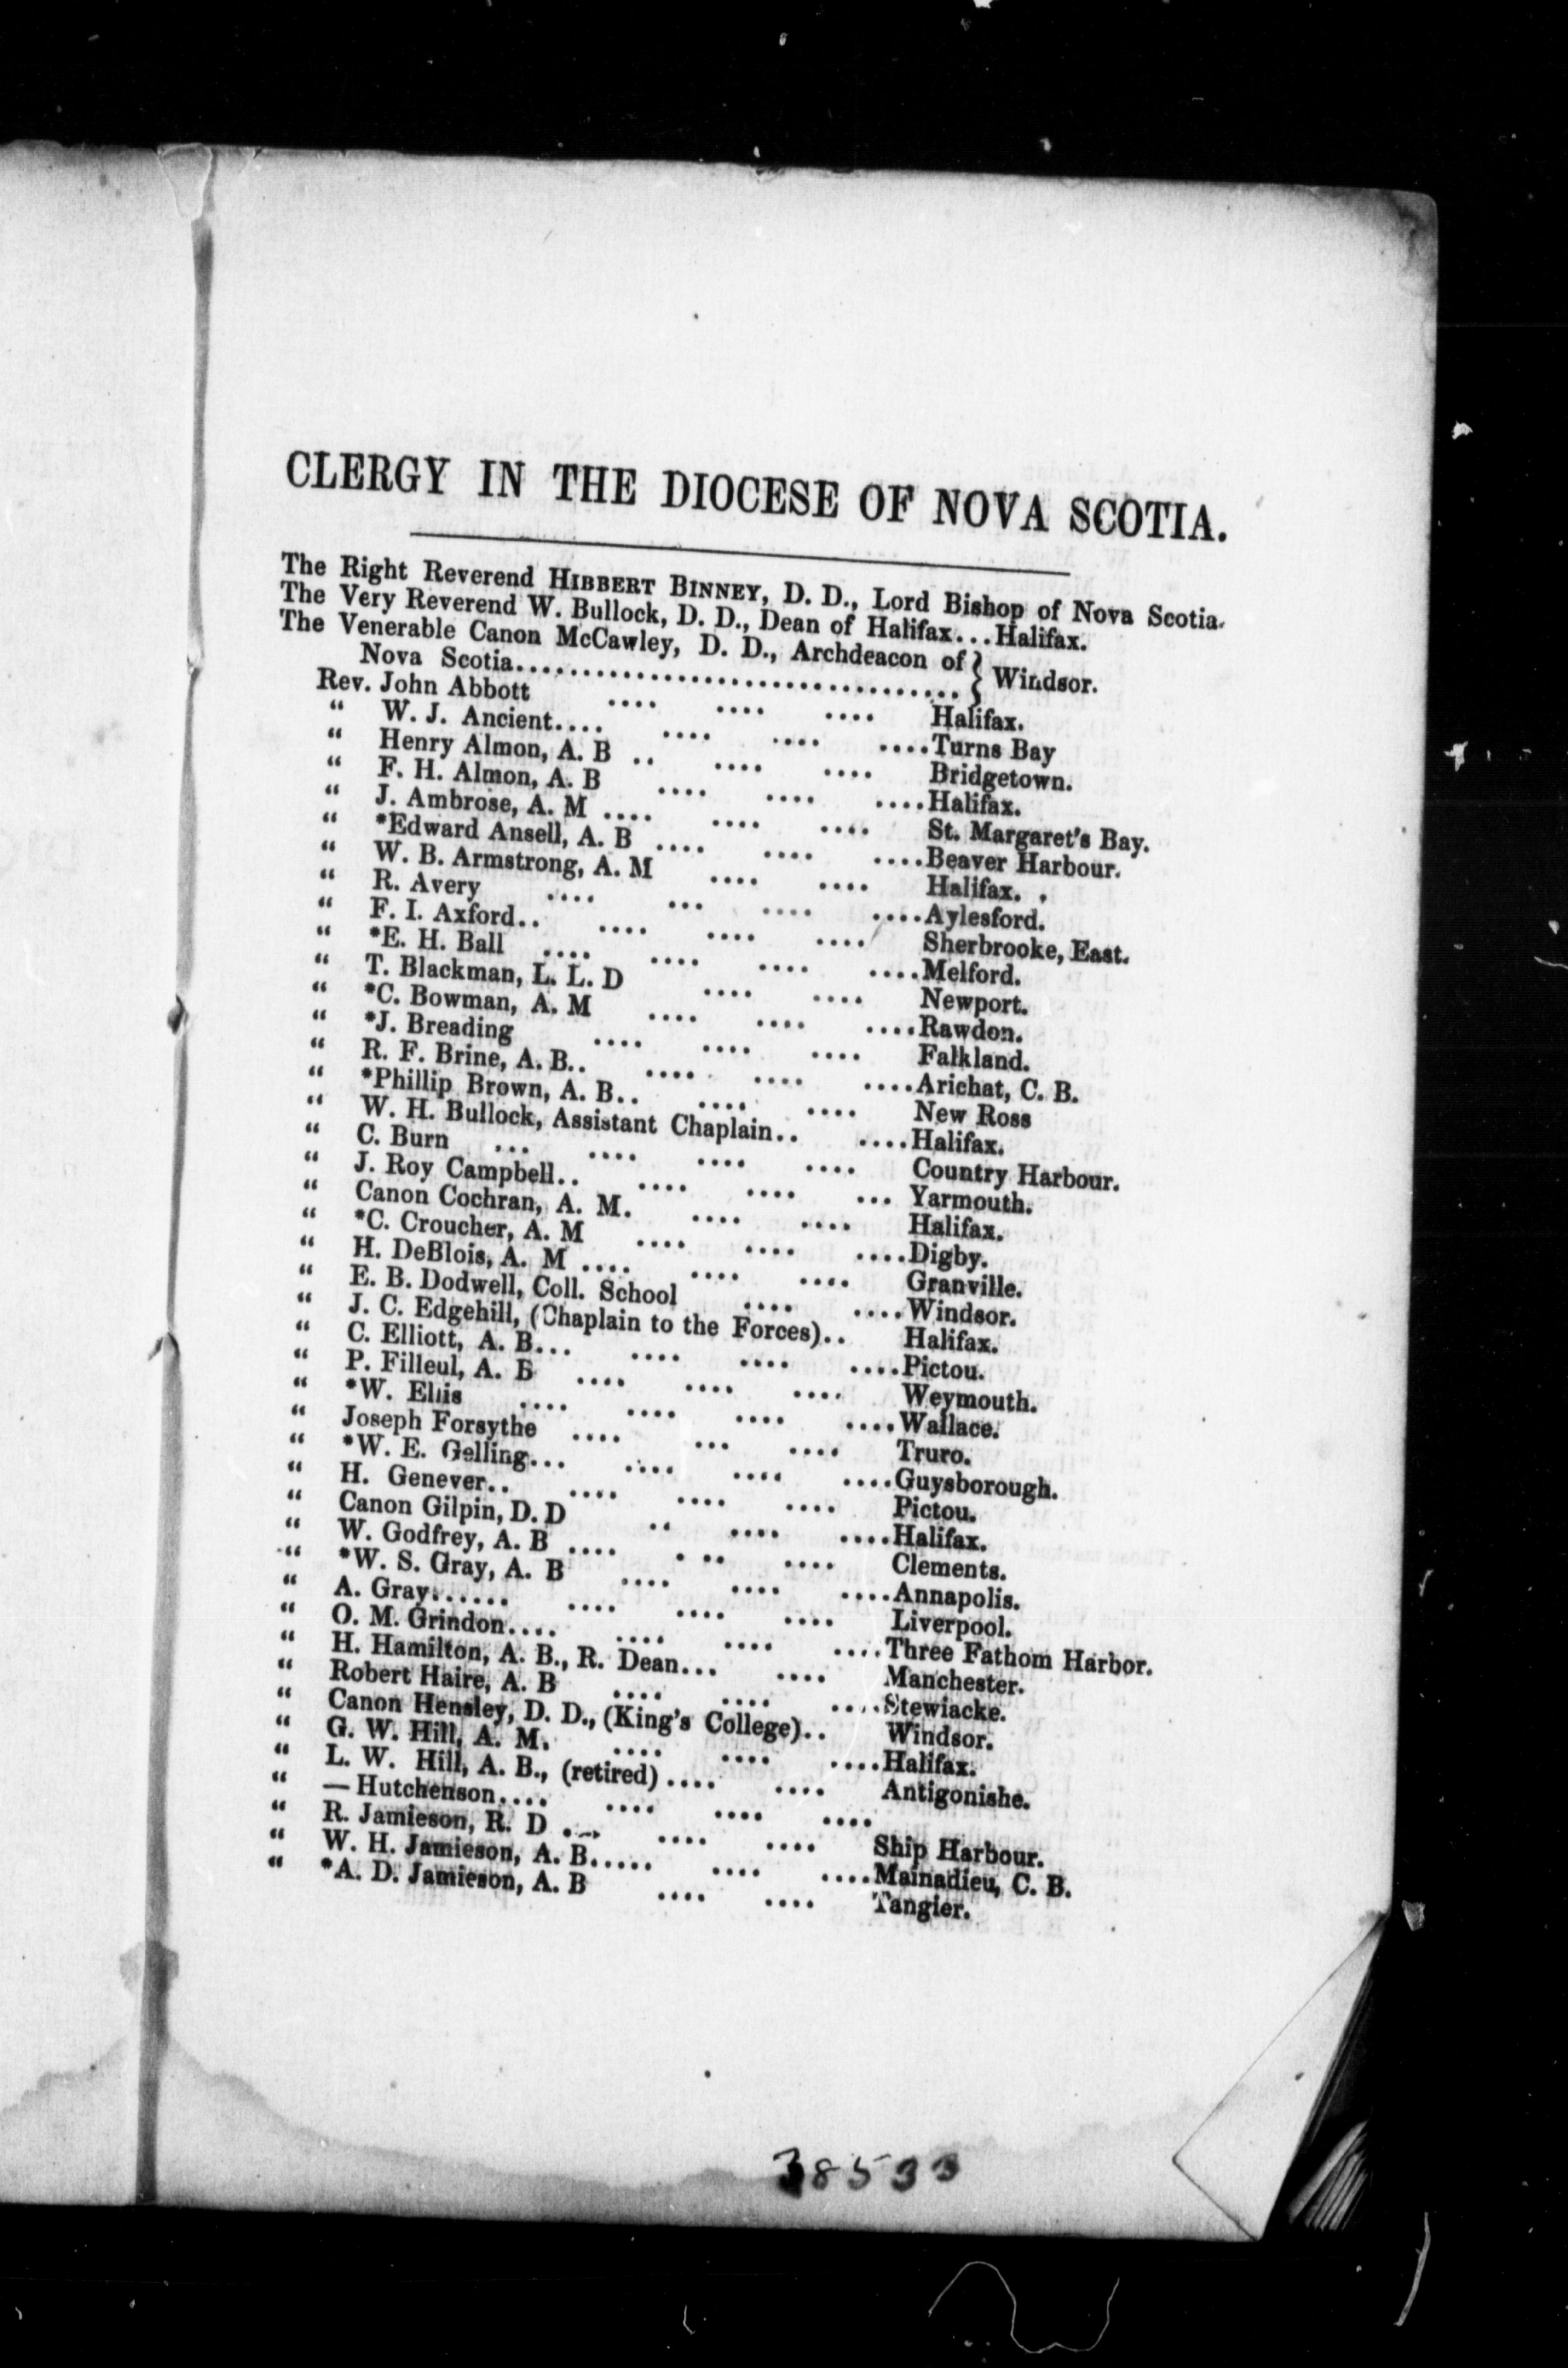 CLERGY IN THE DIOCESE OF NOVA SCOTIA.
The Right Reverend HIBBERT BINNEY, D. D., Lord Bishop of Nova Scotia.
The Very Reverend W. Bullock, D. D., Dean of Halifax...Halifax.
The Venerable Canon McCawley, D. D., Archdeacon of
Nova Scotia.................................. } Windsor.
Rev. John Abbott .... .... .... Halifax.
“ W. J. Ancient.... .... .... ....Turns Bay
“ Henry Almon, A. B .. .... .... Bridgetown.
“ F. H. Almon, A. B .... .... ....Halifax.
“ J. Ambrose, A. M .... .... .... St. Margaret's Bay.
“ *Edward Ansell, A. B .... .... ....Beaver Harbour.
“ W. B. Armstrong, A. M .... .... Halifax.
“ R. Avery .... ... .... ....Aylesford.
“ F. I. Axford.. .... .... .... Sherbrooke, East.
“ *E. H. Ball .... .... .... ....Melford.
“ T. Blackman, L. L. D .... .... Newport.
“ *C. Bowman, A. M .... .... ....Rawdon.
“ *J. Breading .... .... .... Falkland.
“ R. F. Brine, A. B.. .... .... ....Arichat, C. B.
“ *Phillip Brown, A. B.. .... .... New Ross
“ W. H. Bullock, Assistant Chaplain.. ....Halifax.
“ C. Burn ... .... .... .... Country Harbour.
“ J. Roy Campbell.. .... .... ... Yarmouth.
“ Canon Cochran, A. M. .... .... Halifax.
“ *C. Croucher, A. M .... .... ....Digby.
“ H. DeBlois, A. M .... .... .... Granville.
“ E. B. Dodwell, Coll. School .... ....Windsor.
“ J. C. Edgehill, (Chaplain to the Forces).. Halifax.
“ C. Elliott, A. B... .... .... ....Pictou.
“ P. Filleul, A. B .... .... .... Weymouth.
“ *W. Ellis .... .... .... ....Wallace.
“ Joseph Forsythe .... ... .... Truro.
“ *W. E. Gelling... .... .... ....Guysborough.
“ H. Genever.. .... .... .... Pictou.
“ Canon Gilpin, D. D .. .... ....Halifax.
“ W. Godfrey, A. B .... ... .... Clements.
“ *W. S. Gray, A. B .... .... ....Annapolis.
“ A. Gray...... .... .... .... Liverpool.
“ O. M. Grindon.... .... .... ....Three Fathom Harbor.
“ H. Hamilton, A. B., R. Dean... .... Manchester.
“ Robert Haire, A. B .... .... ....Stewiacke.
“ Canon Hensley, D. D., (King's College).. Windsor.
“ G. W. Hill, A. M. .... .... ....Halifax.
“ L. W. Hill, A. B., (retired).... .... Antigonishe.
“ — Hutchenson.... .... .... ....
“ R. Jamieson, R. D ... .... .... Ship Harbour.
“ W. H. Jamieson, A. B..... .... ....Mainadieu, C. B.
“ *A. D. Jamieson, A. B .... .... Tangier.
38533